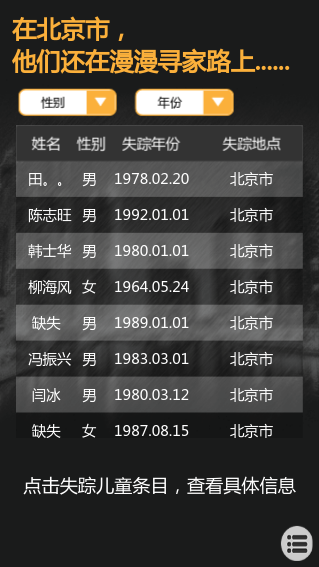 在北京市，
他们还在漫漫寻家路上......
性别 年份
姓名 性别 失踪年份 失踪地点
田。。 男 1978.02.20 北京市
陈志旺 男 1992.01.01 北京市
韩士华 男 1980.01.01 北京市
柳海风 女 1964.05.24 北京市
缺失 男 1989.01.01 北京市
冯振兴 男 1983.03.01 北京市
闫冰 男 1980.03.12 北京市
缺失 女 1987.08.15 北京市
点击失踪儿童条目，查看具体信息